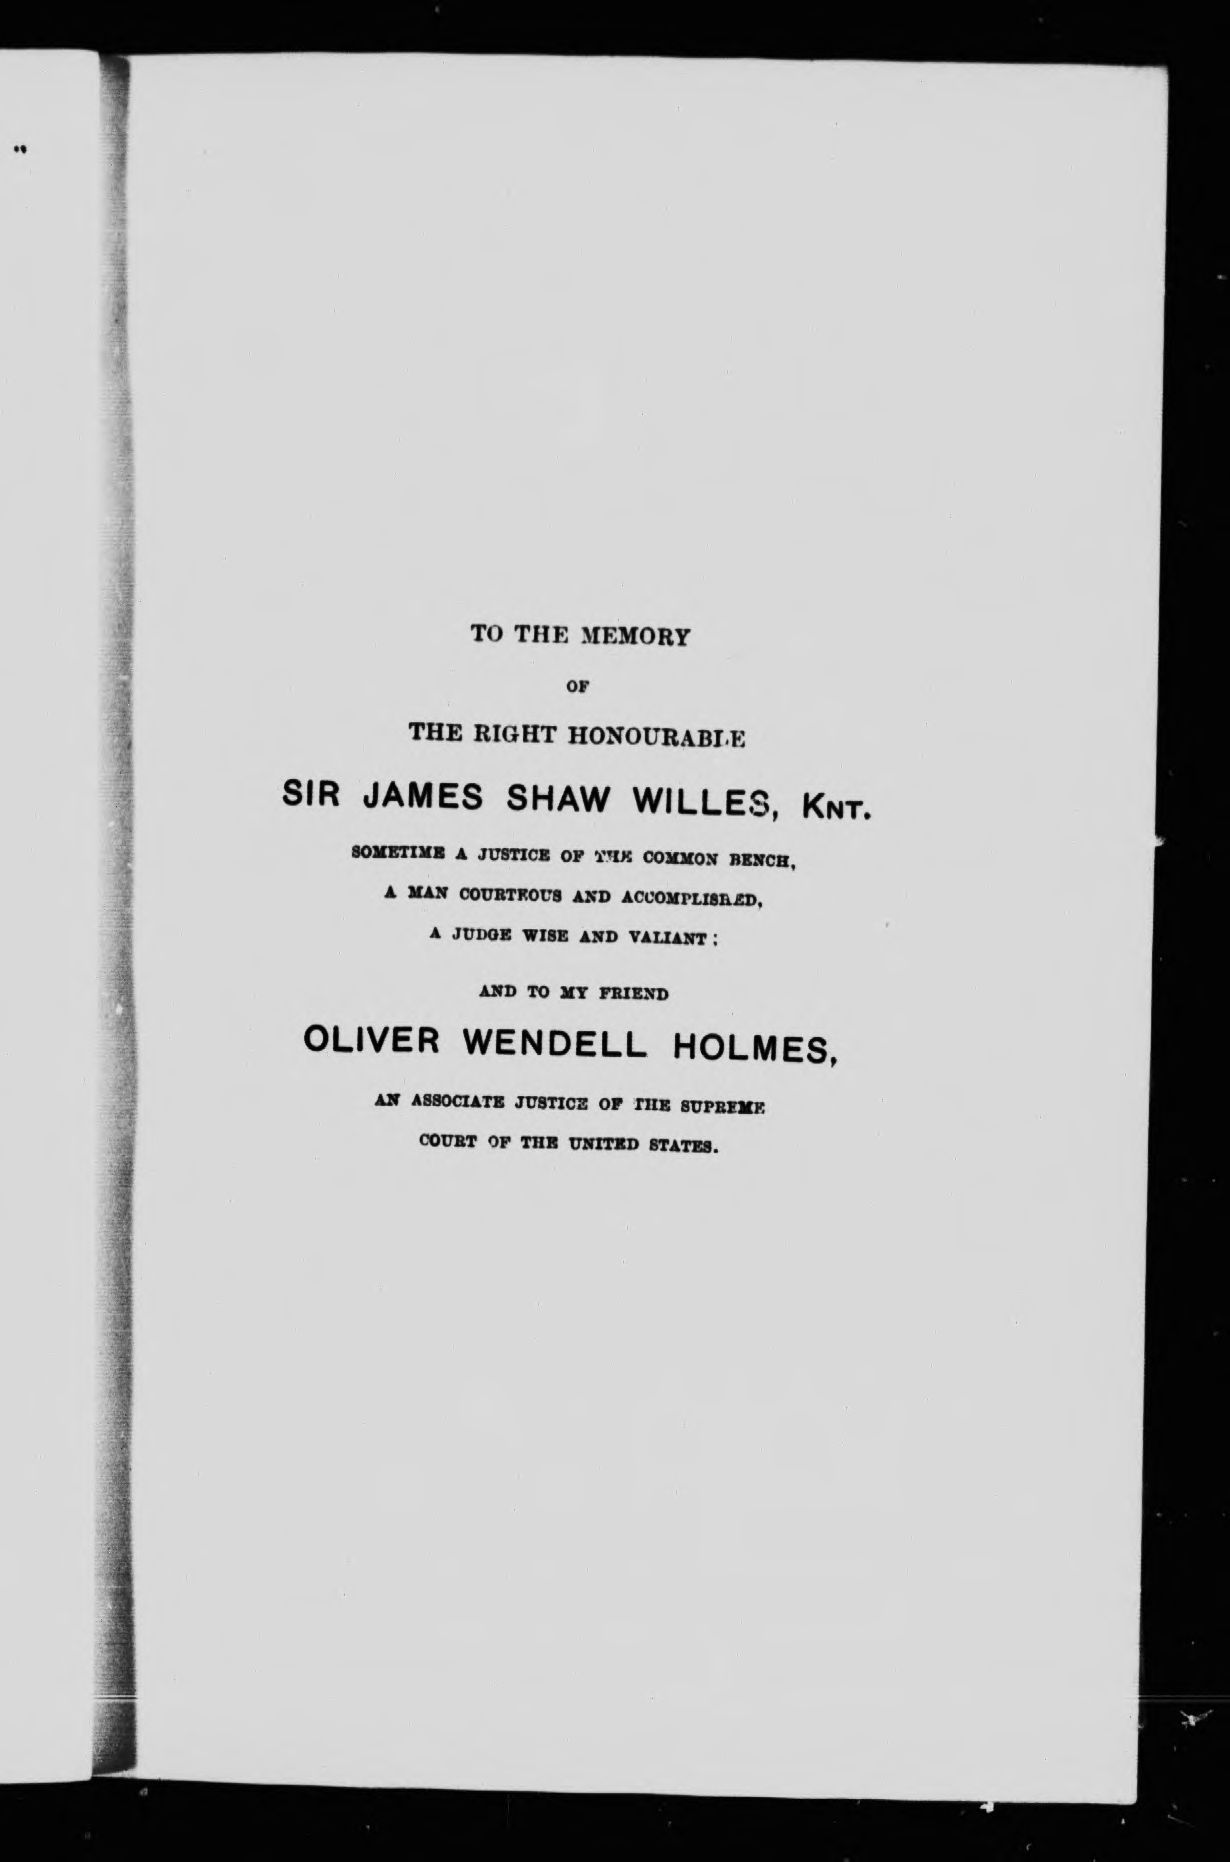 TO THE MEMORY
OF
THE RIGHT HONOURABLE
SIR JAMES SHAW WILLES, KNT.
SOMETIME A JUSTICE OF THE COMMON BENCH,
A MAN COURTEOUS AND ACCOMPLISHED,
A JUDGE WISE AND VALIANT:
AND TO MY FRIEND
OLIVER WENDELL HOLMES,
AN ASSOCIATE JUSTICE OF THE SUPREME
COURT OF THE UNITED STATES.